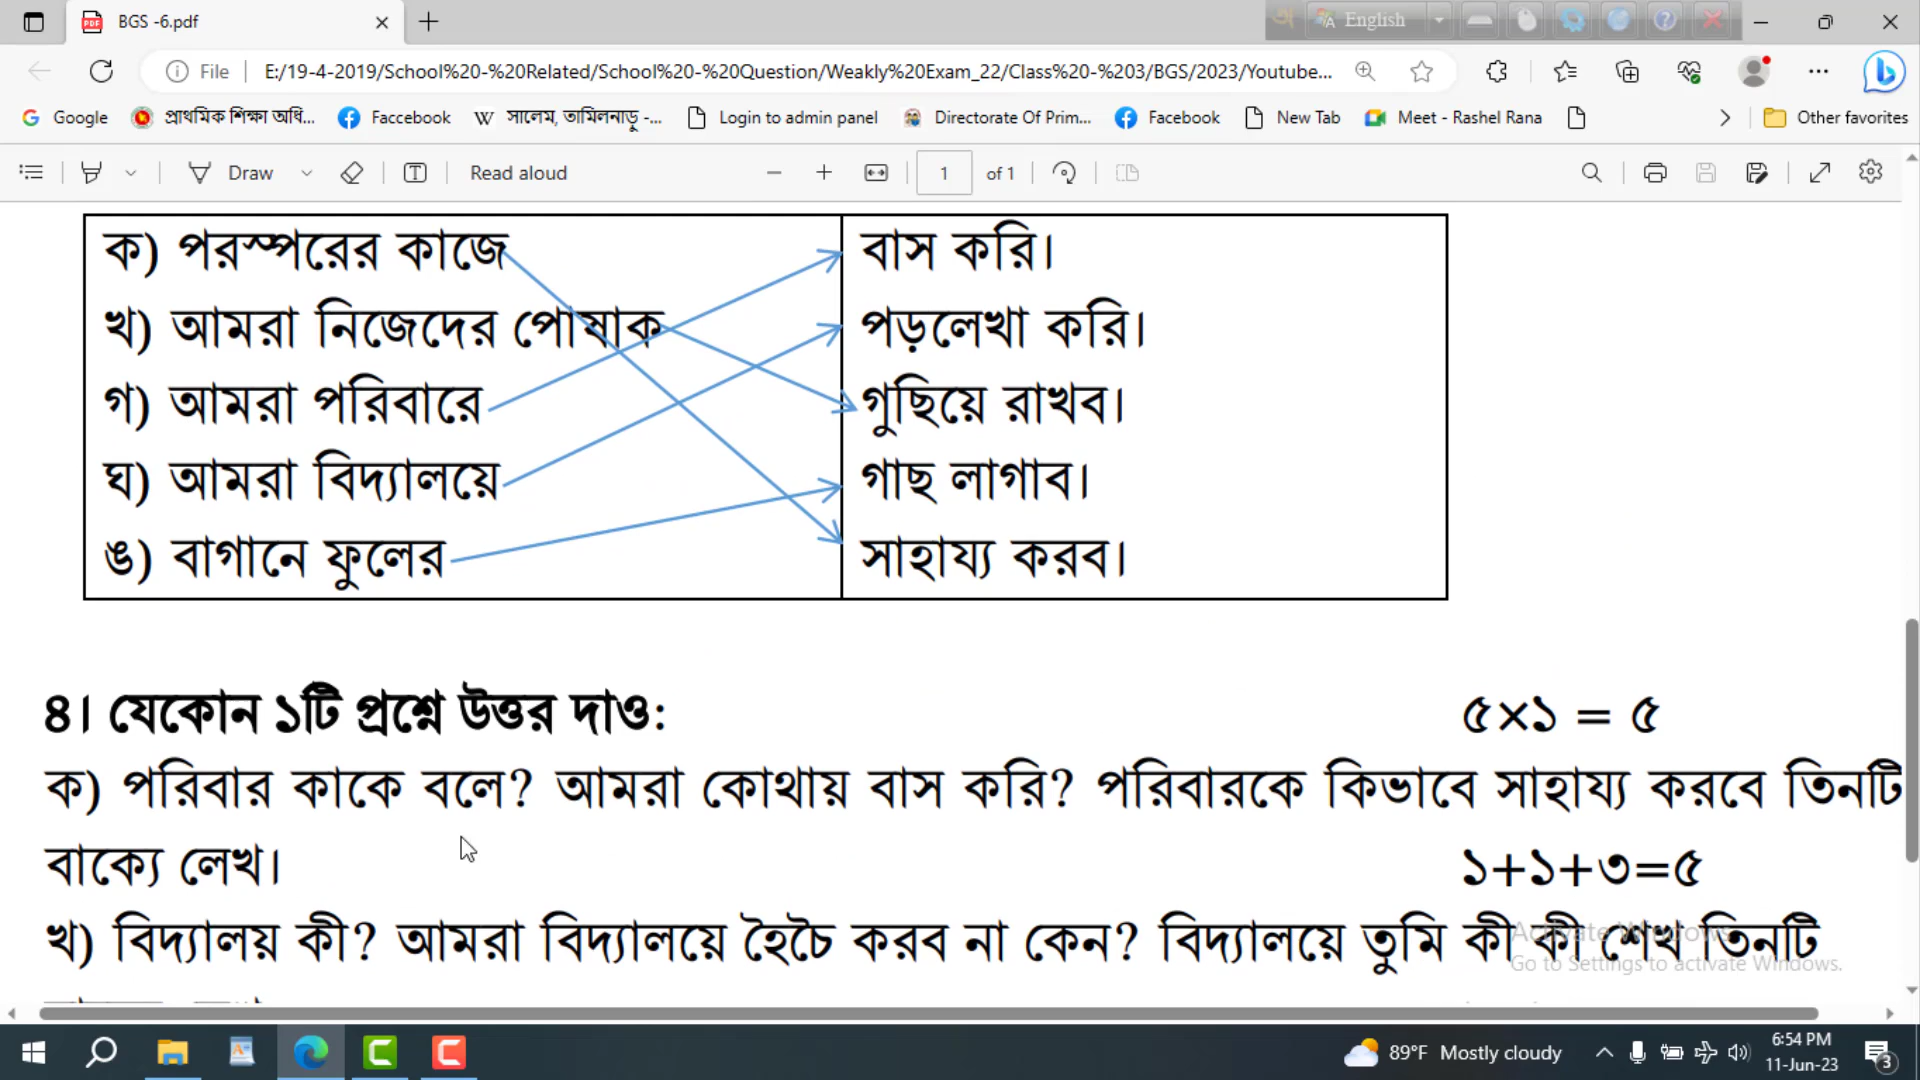 BGS -6.pdf
English
File
E:/19-4-2019/School%20-%20Related/School%20-%20Question/Weakly%20Exam_22/Class%20-%203/BGS/2023/Youtube...
Google
প্রাথমিক শিক্ষা অধি...
Faccebook
সালেম, তামিলনাড়ু -...
Login to admin panel
Directorate Of Prim...
Facebook
New Tab
Meet - Rashel Rana
Other favorites
Draw
Read aloud
1 of 1
ক) পরস্পরের কাজে বাস করি।
খ) আমরা নিজেদের পোষাক পড়লেখা করি।
গ) আমরা পরিবারে গুছিয়ে রাখব।
ঘ) আমরা বিদ্যালয়ে গাছ লাগাব।
ঙ) বাগানে ফুলের সাহায্য করব।
৪। যেকোন ১টি প্রশ্নে উত্তর দাও: ৫×১ = ৫
ক) পরিবার কাকে বলে? আমরা কোথায় বাস করি? পরিবারকে কিভাবে সাহায্য করবে তিনটি
বাক্যে লেখ। ১+১+৩=৫
খ) বিদ্যালয় কী? আমরা বিদ্যালয়ে হৈচৈ করব না কেন? বিদ্যালয়ে তুমি কী কী শেখ তিনটি
Activate Windows
Go to Settings to activate Windows.
89°F Mostly cloudy
6:54 PM
11-Jun-23
3